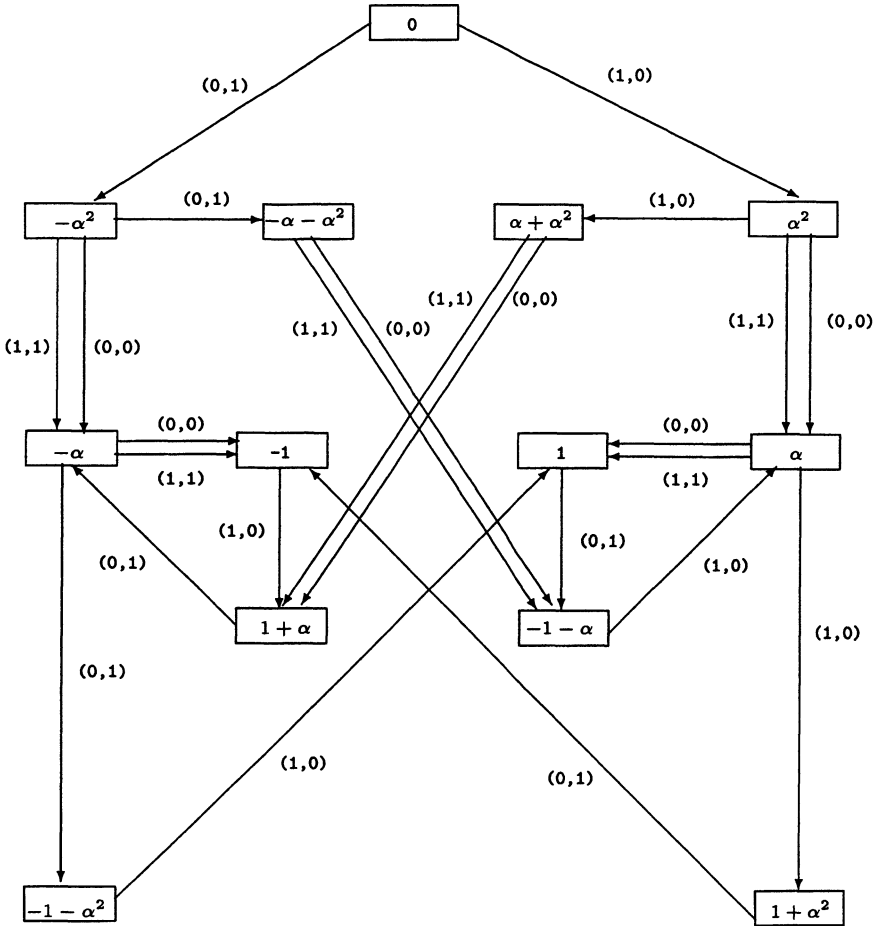 0
(0,1)
(1,0)
−α²
(0,1)
−α − α²
α + α²
(1,0)
α²
(1,1)
(0,0)
(1,1)
(0,0)
(1,1)
(0,0)
(1,1)
(0,0)
−α
(0,0)
(1,1)
-1
1
(0,0)
(1,1)
α
(1,0)
(0,1)
(0,1)
(1,0)
1 + α
−1 − α
(1,0)
(0,1)
(1,0)
(0,1)
−1 − α²
1 + α²